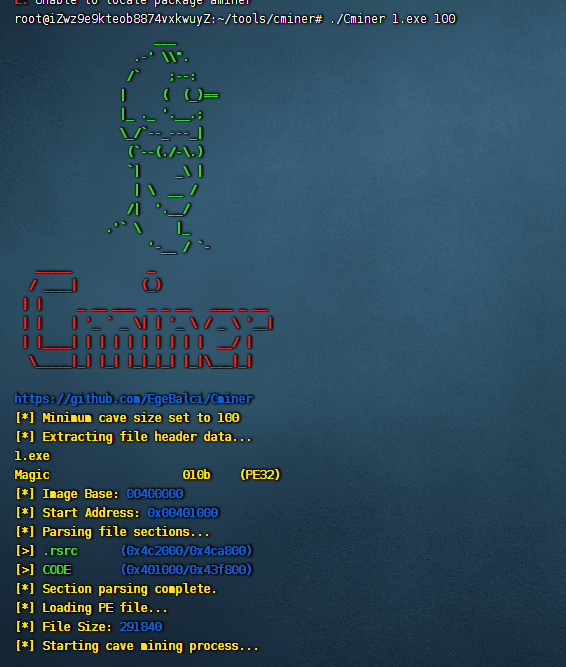 E: Unable to locate package aminer
root@iZwz9e9kteob8874vxkwuyZ:~/tools/cminer# ./Cminer 1.exe 100
Cminer
https://github.com/EgeBalci/Cminer
[*] Minimum cave size set to 100
[*] Extracting file header data...
1.exe
Magic 010b (PE32)
[*] Image Base: 00400000
[*] Start Address: 0x00401000
[*] Parsing file sections...
[>] .rsrc (0x4c2000/0x4ca800)
[>] CODE (0x401000/0x43f800)
[*] Section parsing complete.
[*] Loading PE file...
[*] File Size: 291840
[*] Starting cave mining process...